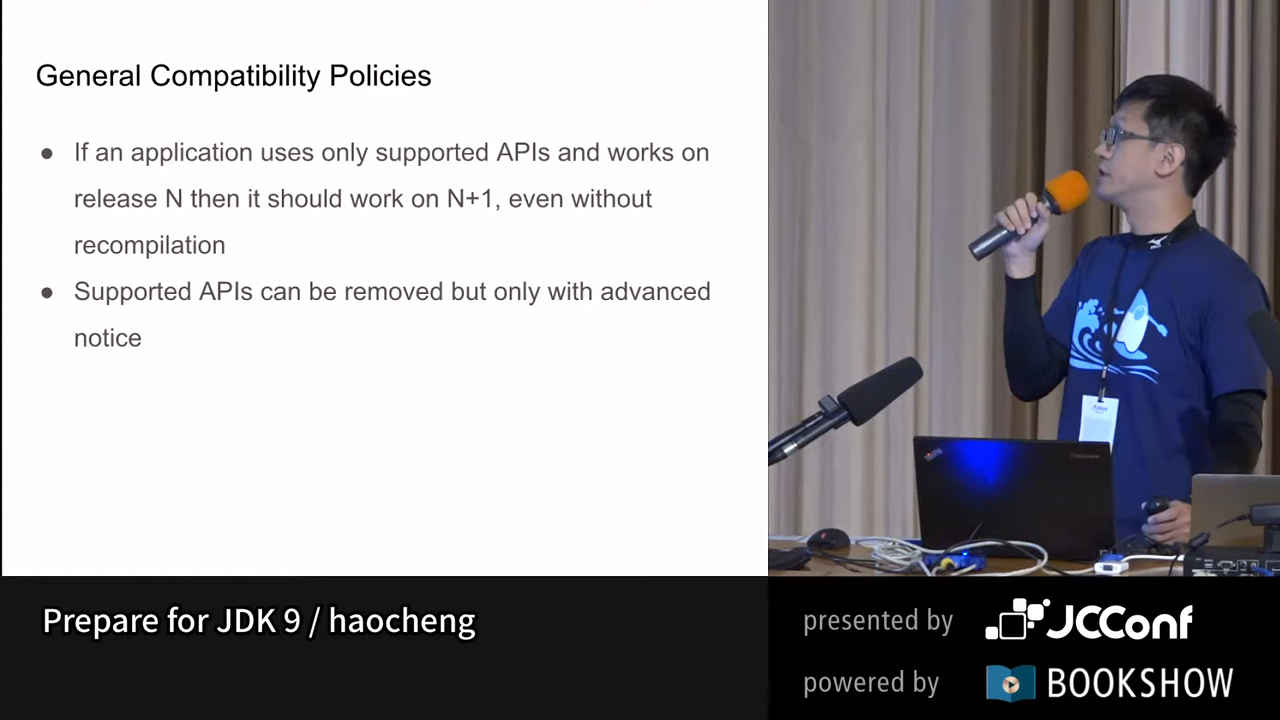 General Compatibility Policies
● If an application uses only supported APIs and works on
release N then it should work on N+1, even without
recompilation
● Supported APIs can be removed but only with advanced
notice
Prepare for JDK 9 / haocheng
presented by JCConf
powered by BOOKSHOW